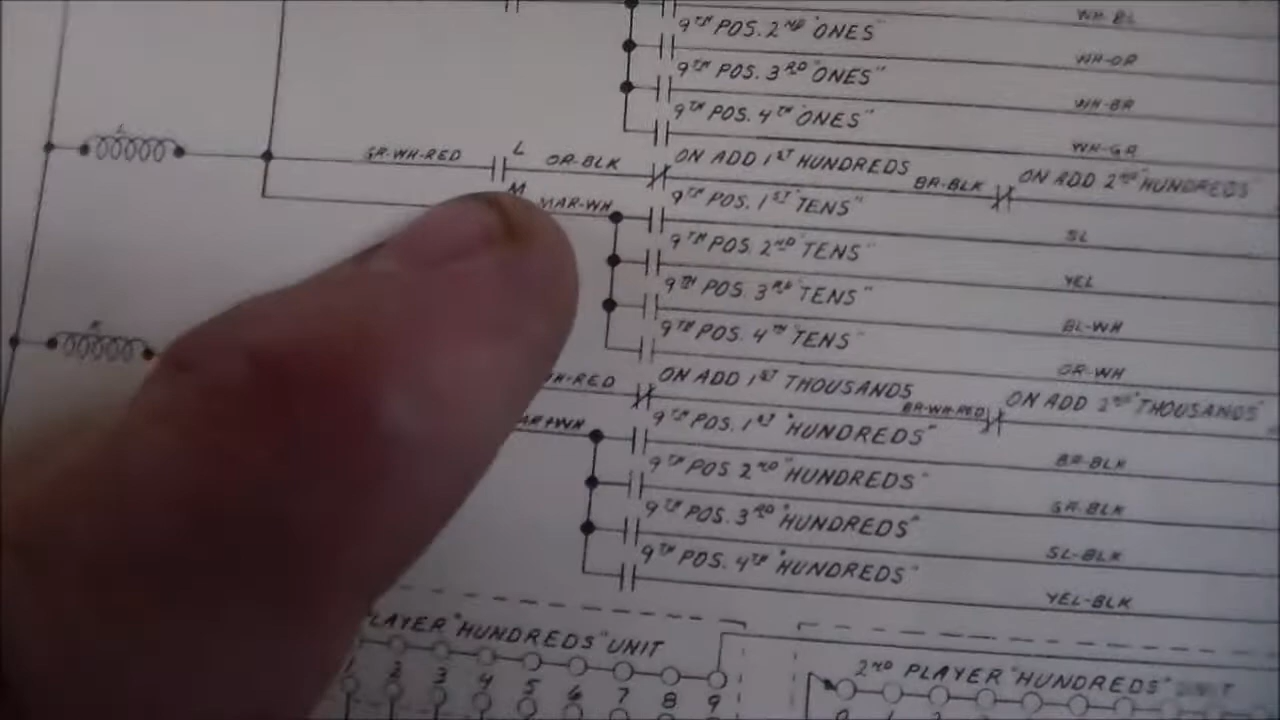 WH-BL
9TH POS. 2ND "ONES"
WH-OR
9TH POS. 3RD "ONES"
WH-BR
9TH POS. 4TH "ONES"
WH-GR
L
GR-WH-RED
L
OR-BLK
ON ADD 1ST HUNDREDS
BR-BLK
ON ADD 2ND "HUNDREDS"
M
MAR-WH
9TH POS. 1ST "TENS"
SL
9TH POS. 2ND "TENS"
YEL
9TH POS. 3RD "TENS"
BL-WH
9TH POS. 4TH "TENS"
OR-WH
K
WH-RED
ON ADD 1ST THOUSANDS
BR-WH-RED
ON ADD 2ND "THOUSANDS"
9TH POS. 1ST "HUNDREDS"
BR-BLK
9TH POS 2ND "HUNDREDS"
GR-BLK
9TH POS. 3RD "HUNDREDS"
SL-BLK
9TH POS. 4TH "HUNDREDS"
YEL-BLK
PLAYER "HUNDREDS" UNIT
1 2 3 4 5 6 7 8 9
2ND PLAYER "HUNDREDS"